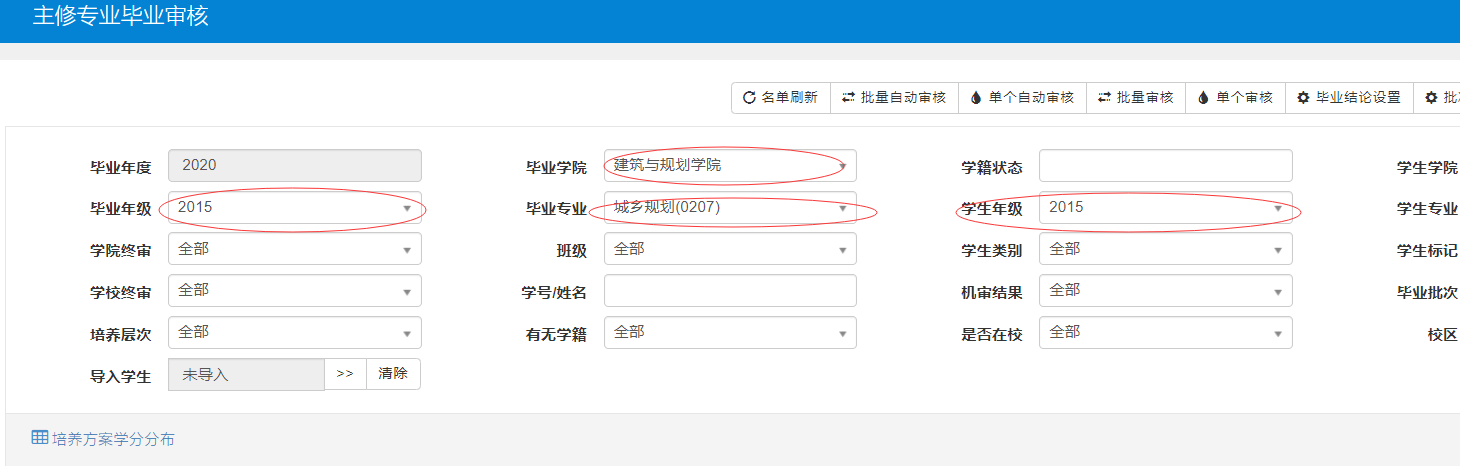 主修专业毕业审核
名单刷新 批量自动审核 单个自动审核 批量审核 单个审核 毕业结论设置
毕业年度 2020 毕业学院 建筑与规划学院 学籍状态 学生学院
毕业年级 2015 毕业专业 城乡规划(0207) 学生年级 2015 学生专业
学院终审 全部 班级 全部 学生类别 全部 学生标记
学校终审 全部 学号/姓名 机审结果 全部 毕业批次
培养层次 全部 有无学籍 全部 是否在校 全部 校区
导入学生 未导入 >> 清除
培养方案学分分布